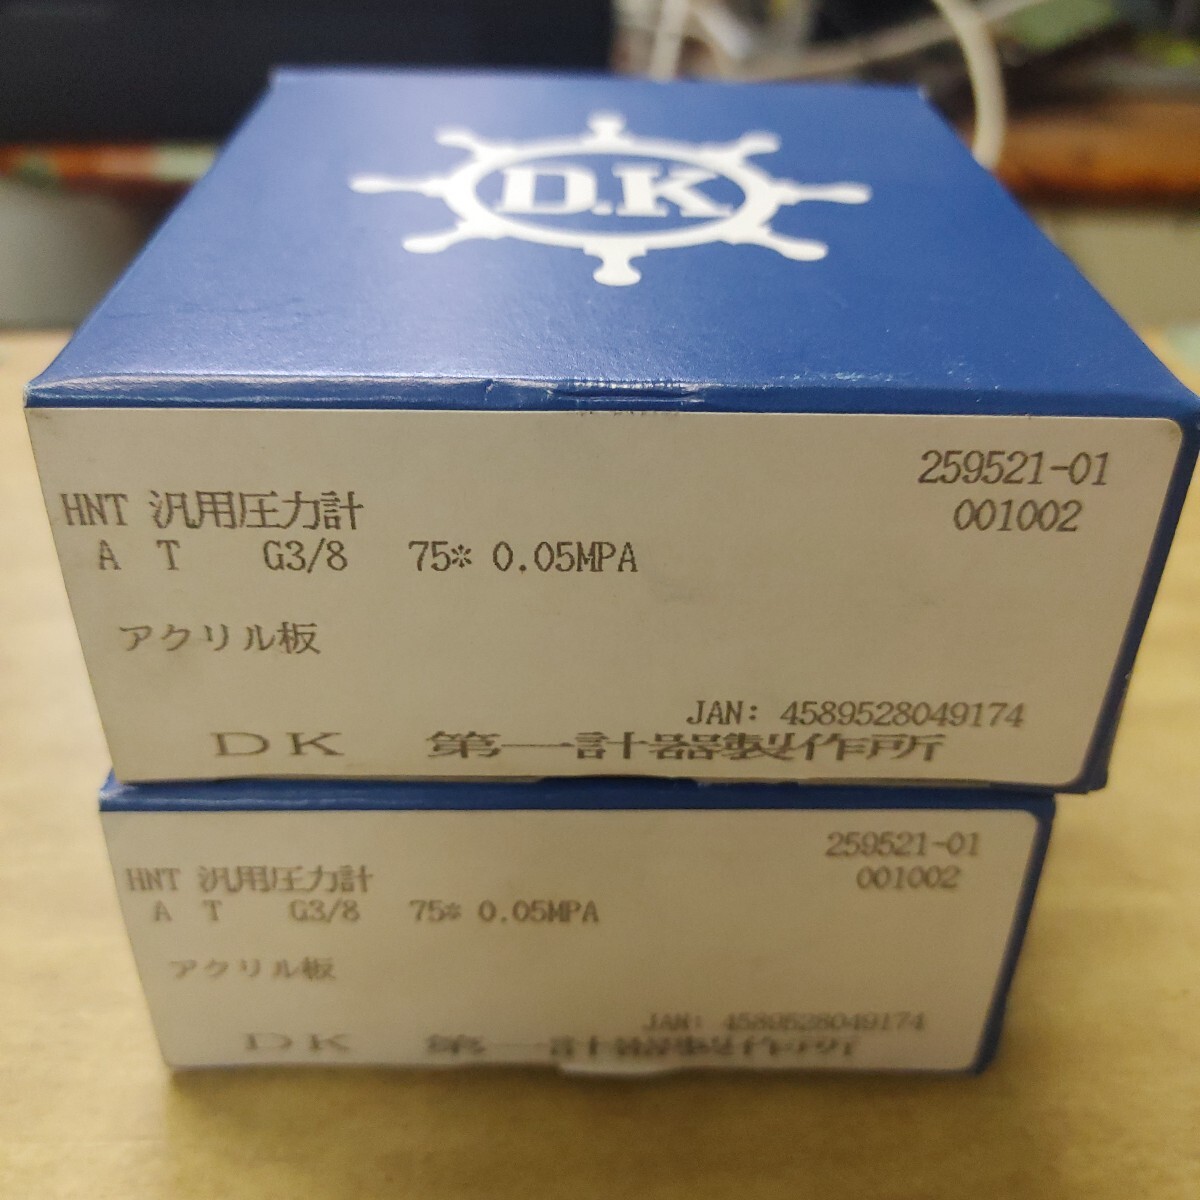 D.K.
259521-01
HNT 汎用圧力計
001002
A T G3/8 75* 0.05MPA
アクリル板
JAN: 4589528049174
DK 第一計器製作所
259521-01
HNT 汎用圧力計
001002
A T G3/8 75* 0.05MPA
アクリル板
JAN: 4589528049174
DK 第一計器製作所